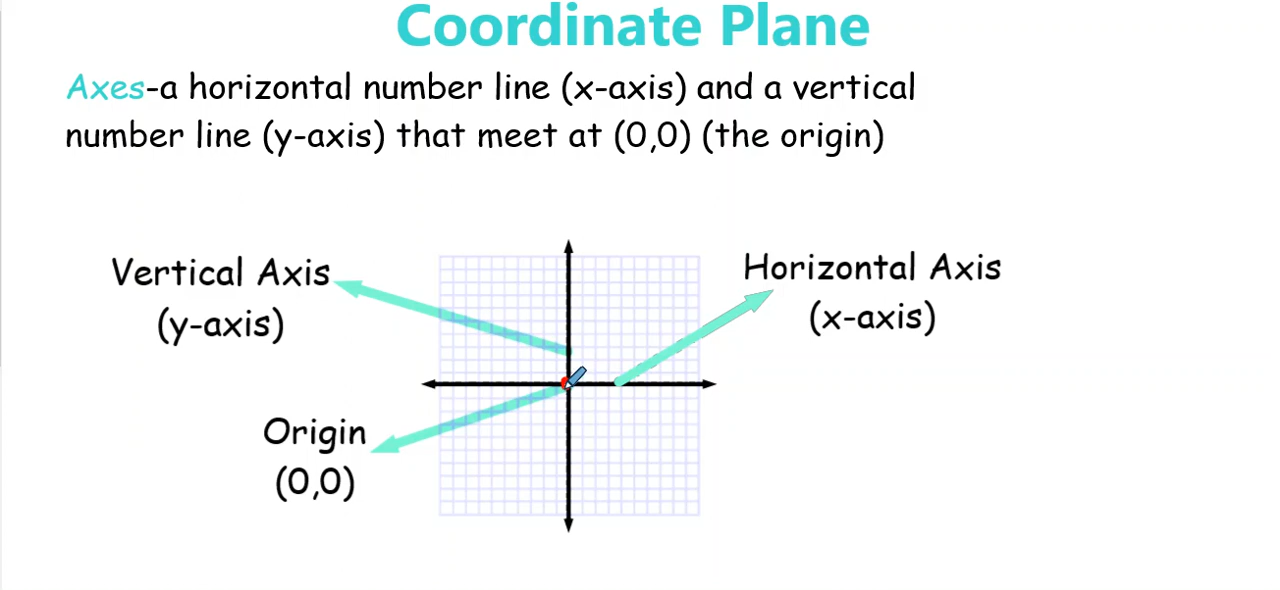 Coordinate Plane
Axes-a horizontal number line (x-axis) and a vertical
number line (y-axis) that meet at (0,0) (the origin)
Vertical Axis
(y-axis)
Horizontal Axis
(x-axis)
Origin
(0,0)